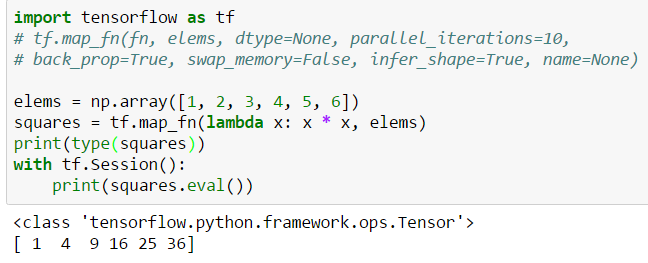 import tensorflow as tf
# tf.map_fn(fn, elems, dtype=None, parallel_iterations=10,
# back_prop=True, swap_memory=False, infer_shape=True, name=None)

elems = np.array([1, 2, 3, 4, 5, 6])
squares = tf.map_fn(lambda x: x * x, elems)
print(type(squares))
with tf.Session():
    print(squares.eval())

<class 'tensorflow.python.framework.ops.Tensor'>
[ 1  4  9 16 25 36]